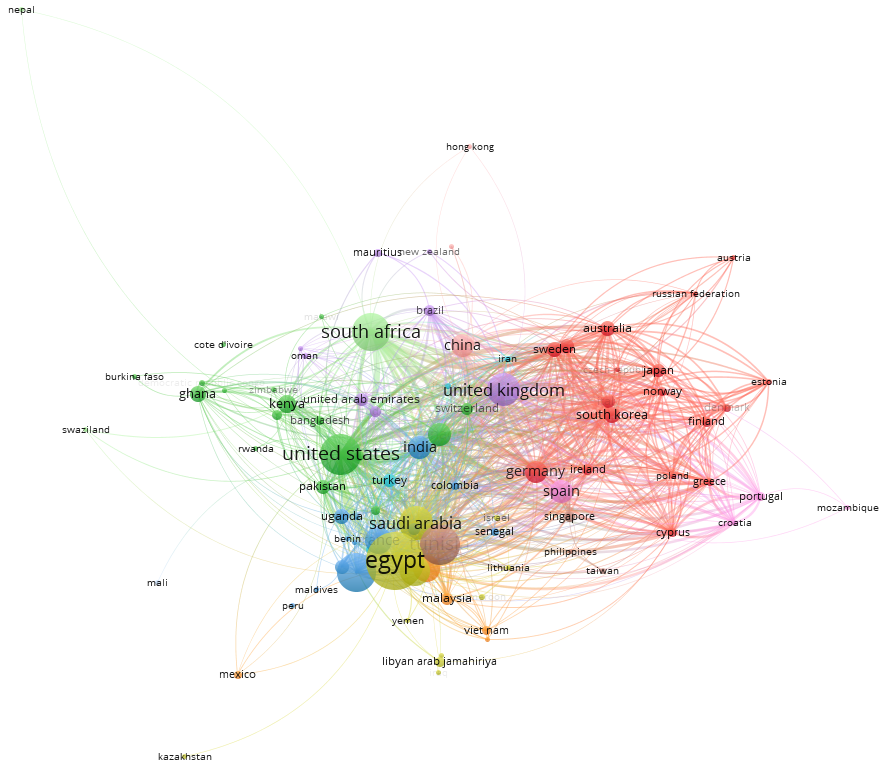 nepal
hong kong
mauritius
new zealand
austria
russian federation
brazil
south africa
australia
cote d'ivoire
china
sweden
oman
iran
japan
burkina faso
estonia
ghana
zimbabwe
united kingdom
norway
kenya
united arab emirates
switzerland
denmark
bangladesh
south korea
finland
swaziland
rwanda
india
united states
germany
ireland
pakistan
turkey
colombia
spain
poland
greece
portugal
mozambique
uganda
saudi arabia
israel
singapore
senegal
croatia
cyprus
benin
france
egypt
philippines
lithuania
taiwan
mali
maldives
malaysia
peru
yemen
viet nam
libyan arab jamahiriya
mexico
kazakhstan